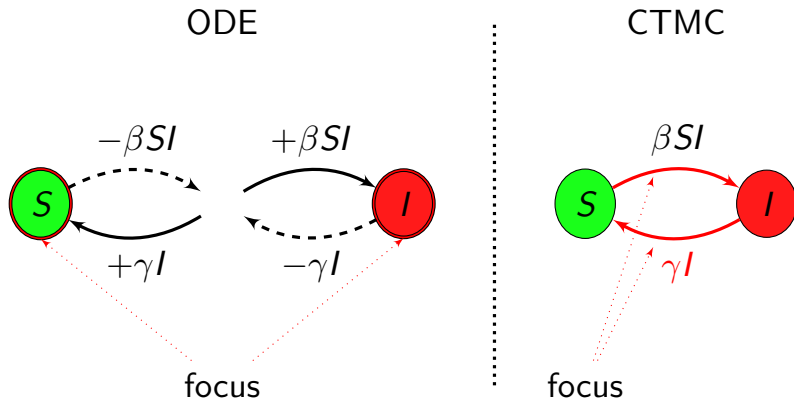 ODE
CTMC
−βSI
+βSI
βSI
S
I
S
I
+γI
−γI
γI
focus
focus